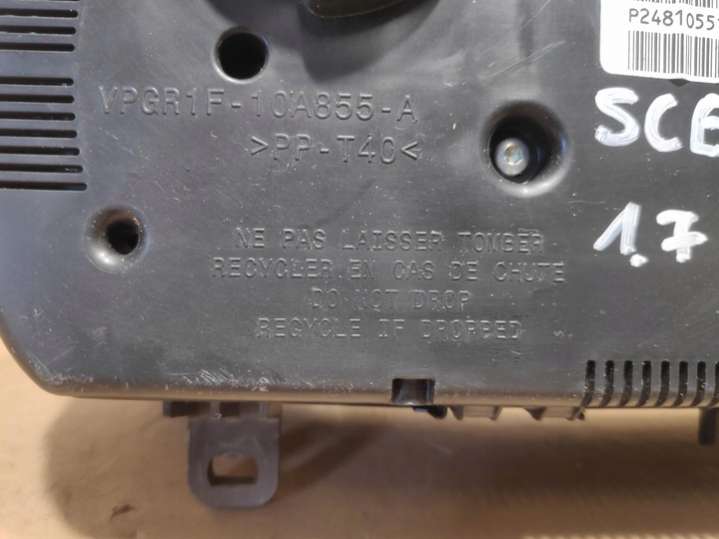 P2481055
VPGR1F-10A855-A
>PP-T40<
NE PAS LAISSER TOMBER
RECYCLER EN CAS DE CHUTE
DO NOT DROP
RECYCLE IF DROPPED
1.7